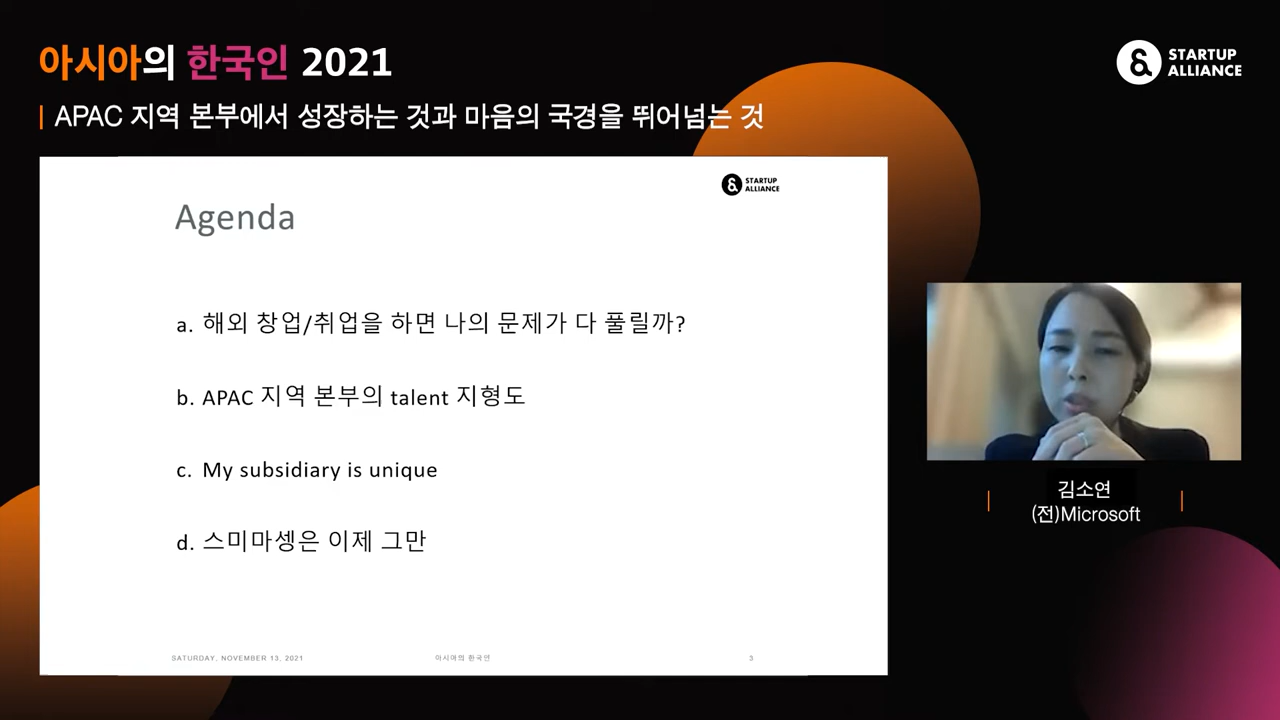 아시아의 한국인 2021
STARTUP
ALLIANCE
| APAC 지역 본부에서 성장하는 것과 마음의 국경을 뛰어넘는 것
STARTUP
ALLIANCE
Agenda
a. 해외 창업/취업을 하면 나의 문제가 다 풀릴까?
b. APAC 지역 본부의 talent 지형도
c. My subsidiary is unique
d. 스미마셍은 이제 그만
SATURDAY, NOVEMBER 13, 2021
아시아의 한국인
3
김소연
(전)Microsoft